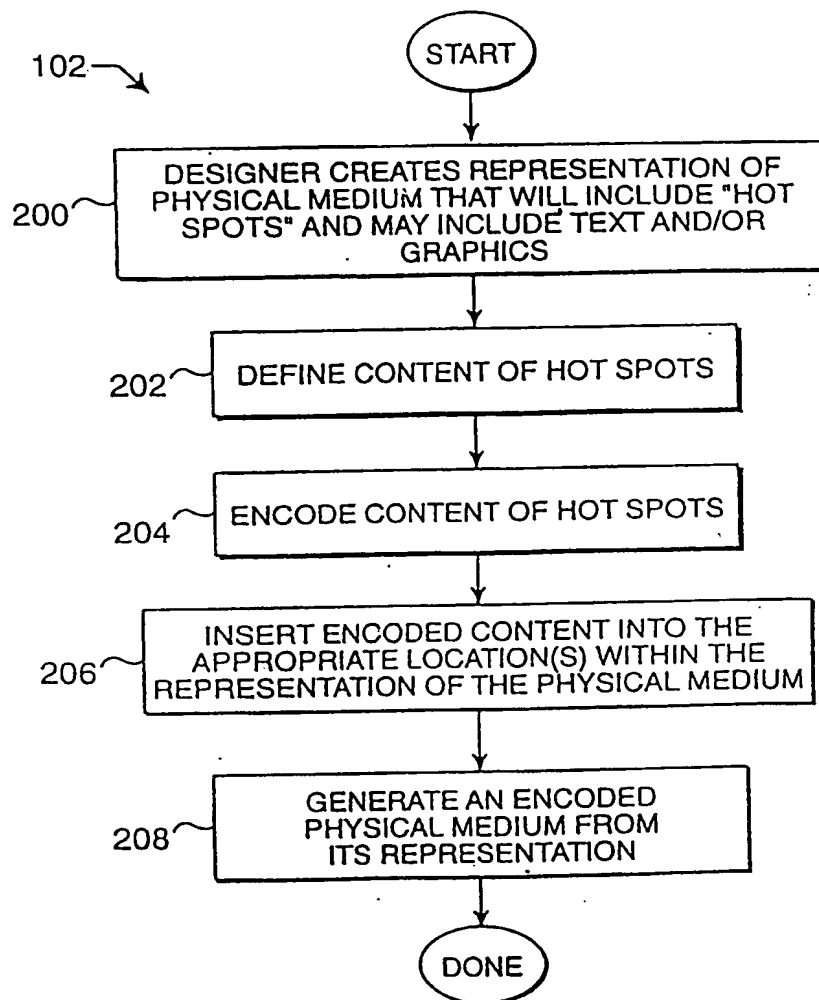 START
102
DESIGNER CREATES REPRESENTATION OF
PHYSICAL MEDIUM THAT WILL INCLUDE "HOT
SPOTS" AND MAY INCLUDE TEXT AND/OR
GRAPHICS
200
DEFINE CONTENT OF HOT SPOTS
202
ENCODE CONTENT OF HOT SPOTS
204
INSERT ENCODED CONTENT INTO THE
APPROPRIATE LOCATION(S) WITHIN THE
REPRESENTATION OF THE PHYSICAL MEDIUM
206
GENERATE AN ENCODED
PHYSICAL MEDIUM FROM
ITS REPRESENTATION
208
DONE